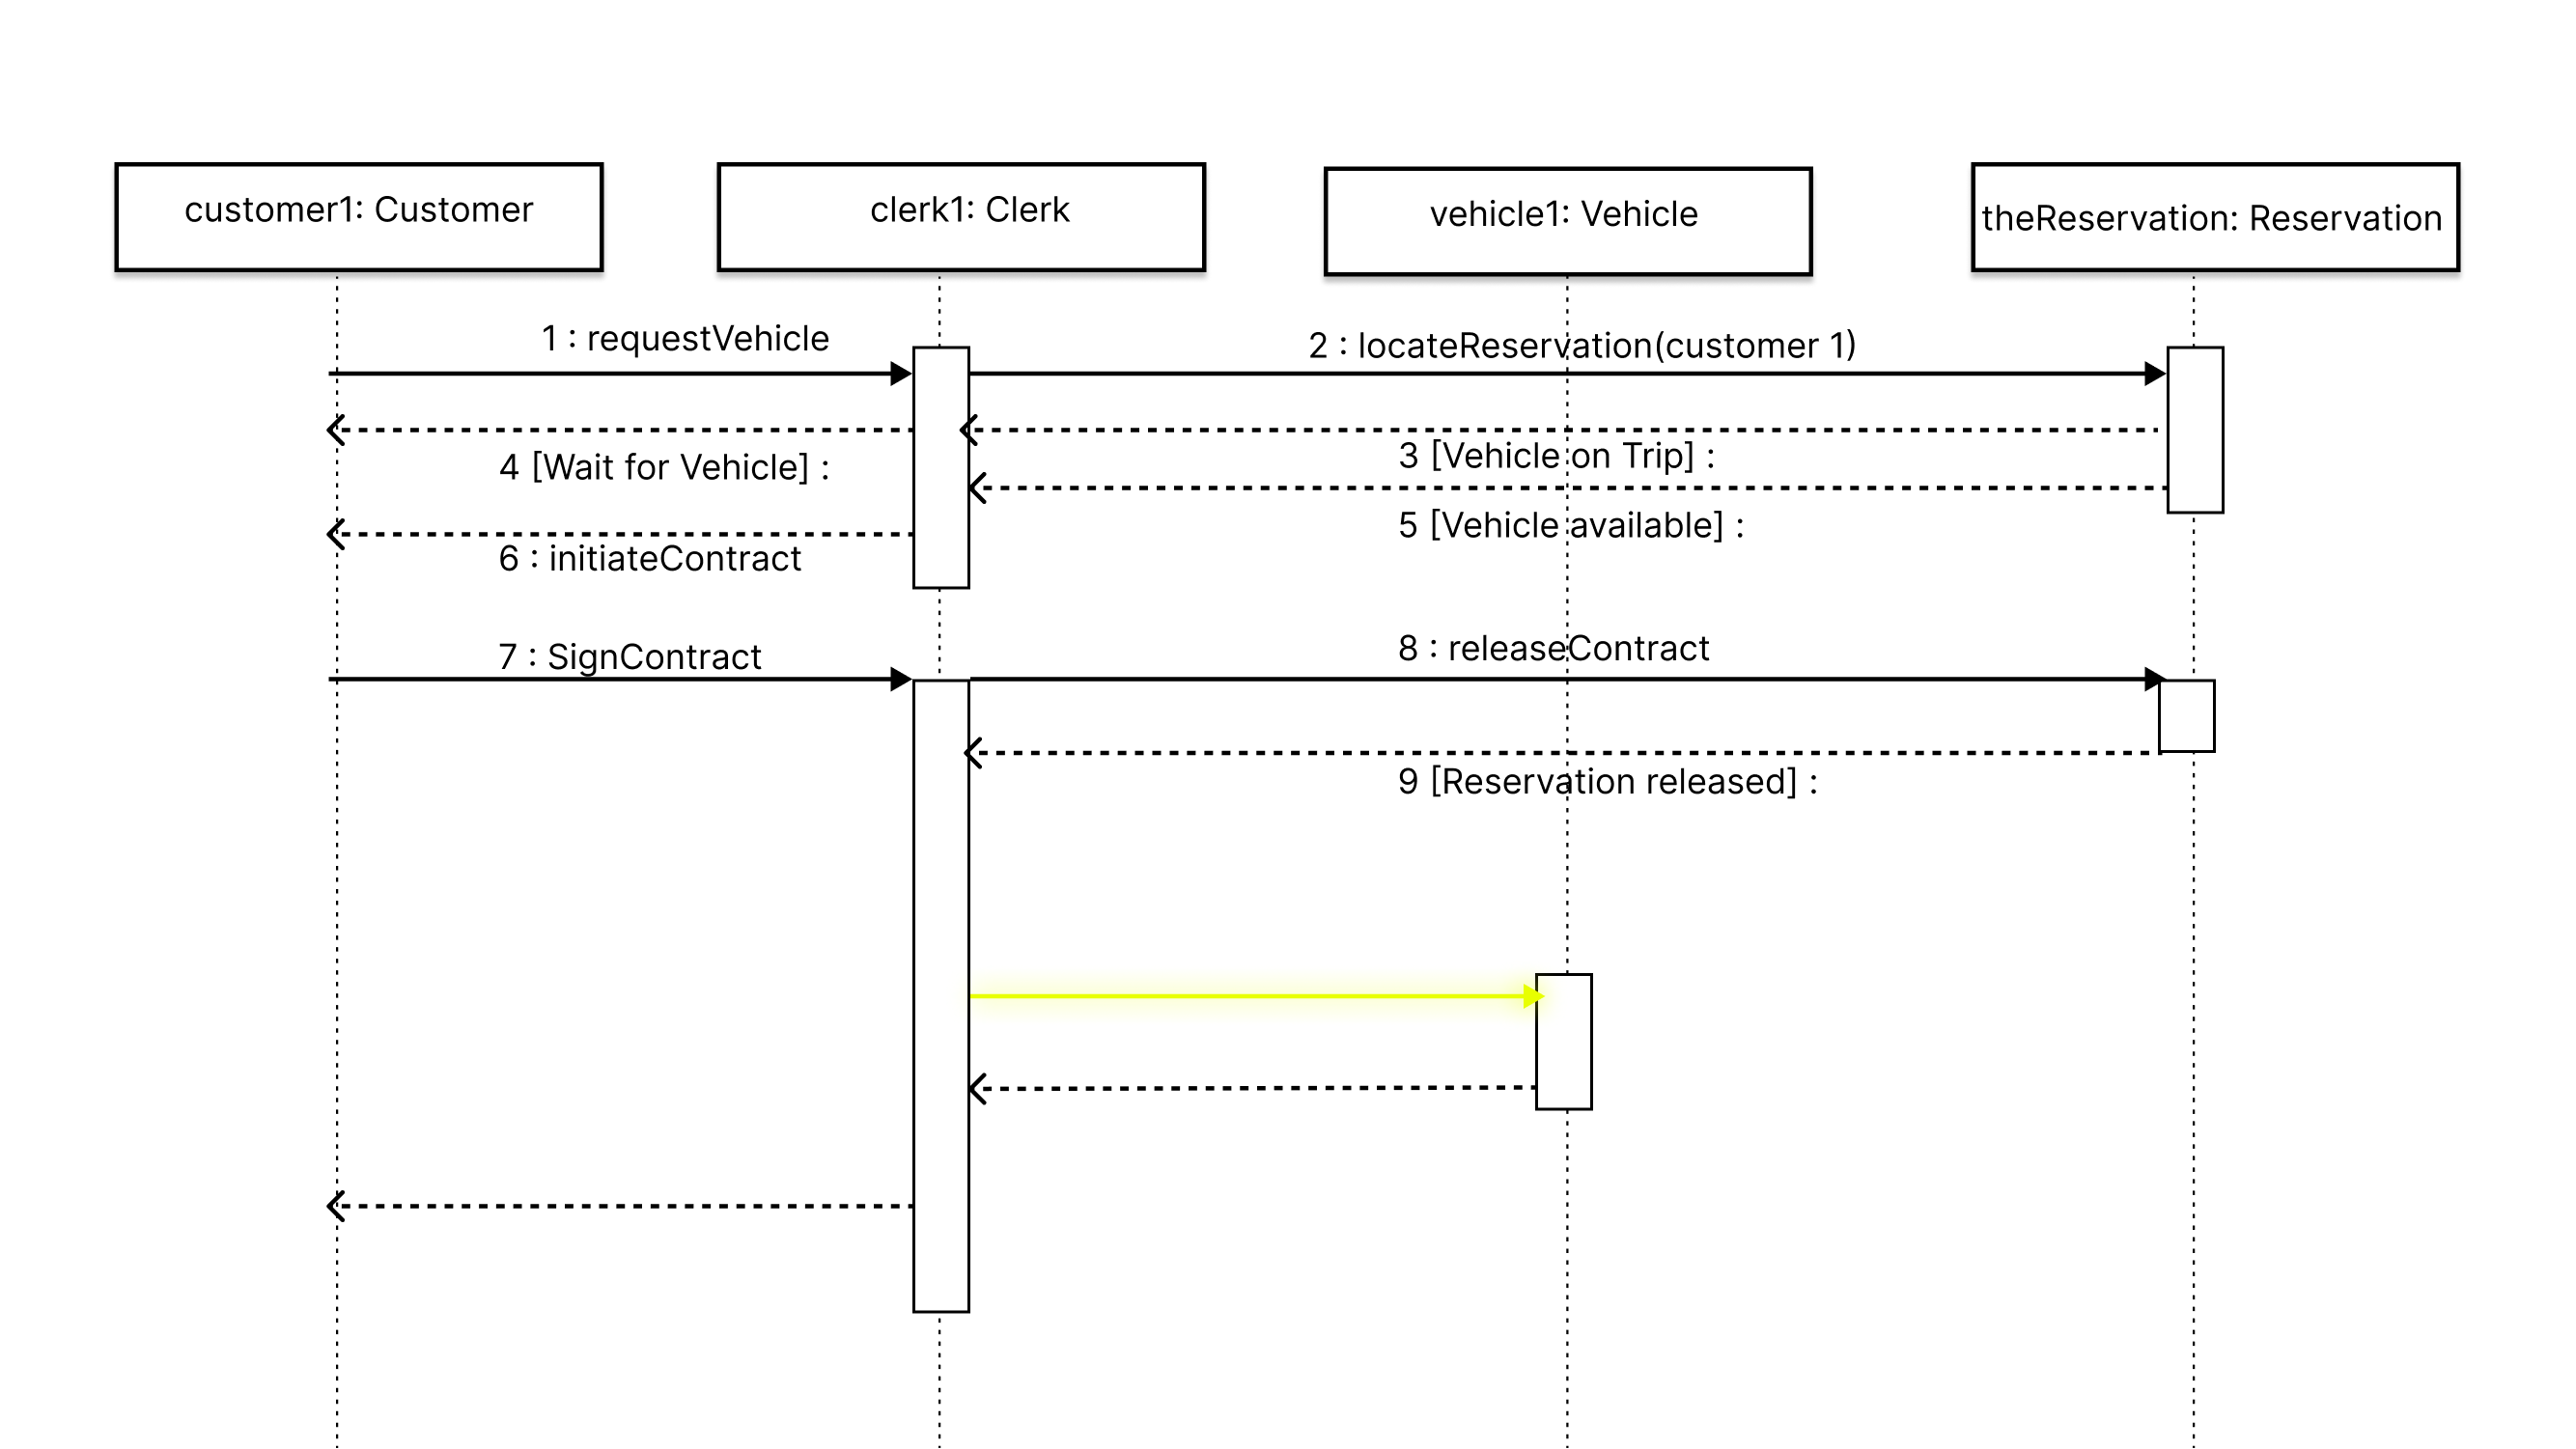 customer1: Customer
clerk1: Clerk
vehicle1: Vehicle
theReservation: Reservation
1 : requestVehicle
2 : locateReservation(customer 1)
3 [Vehicle on Trip] :
4 [Wait for Vehicle] :
5 [Vehicle available] :
6 : initiateContract
7 : SignContract
8 : releaseContract
9 [Reservation released] :